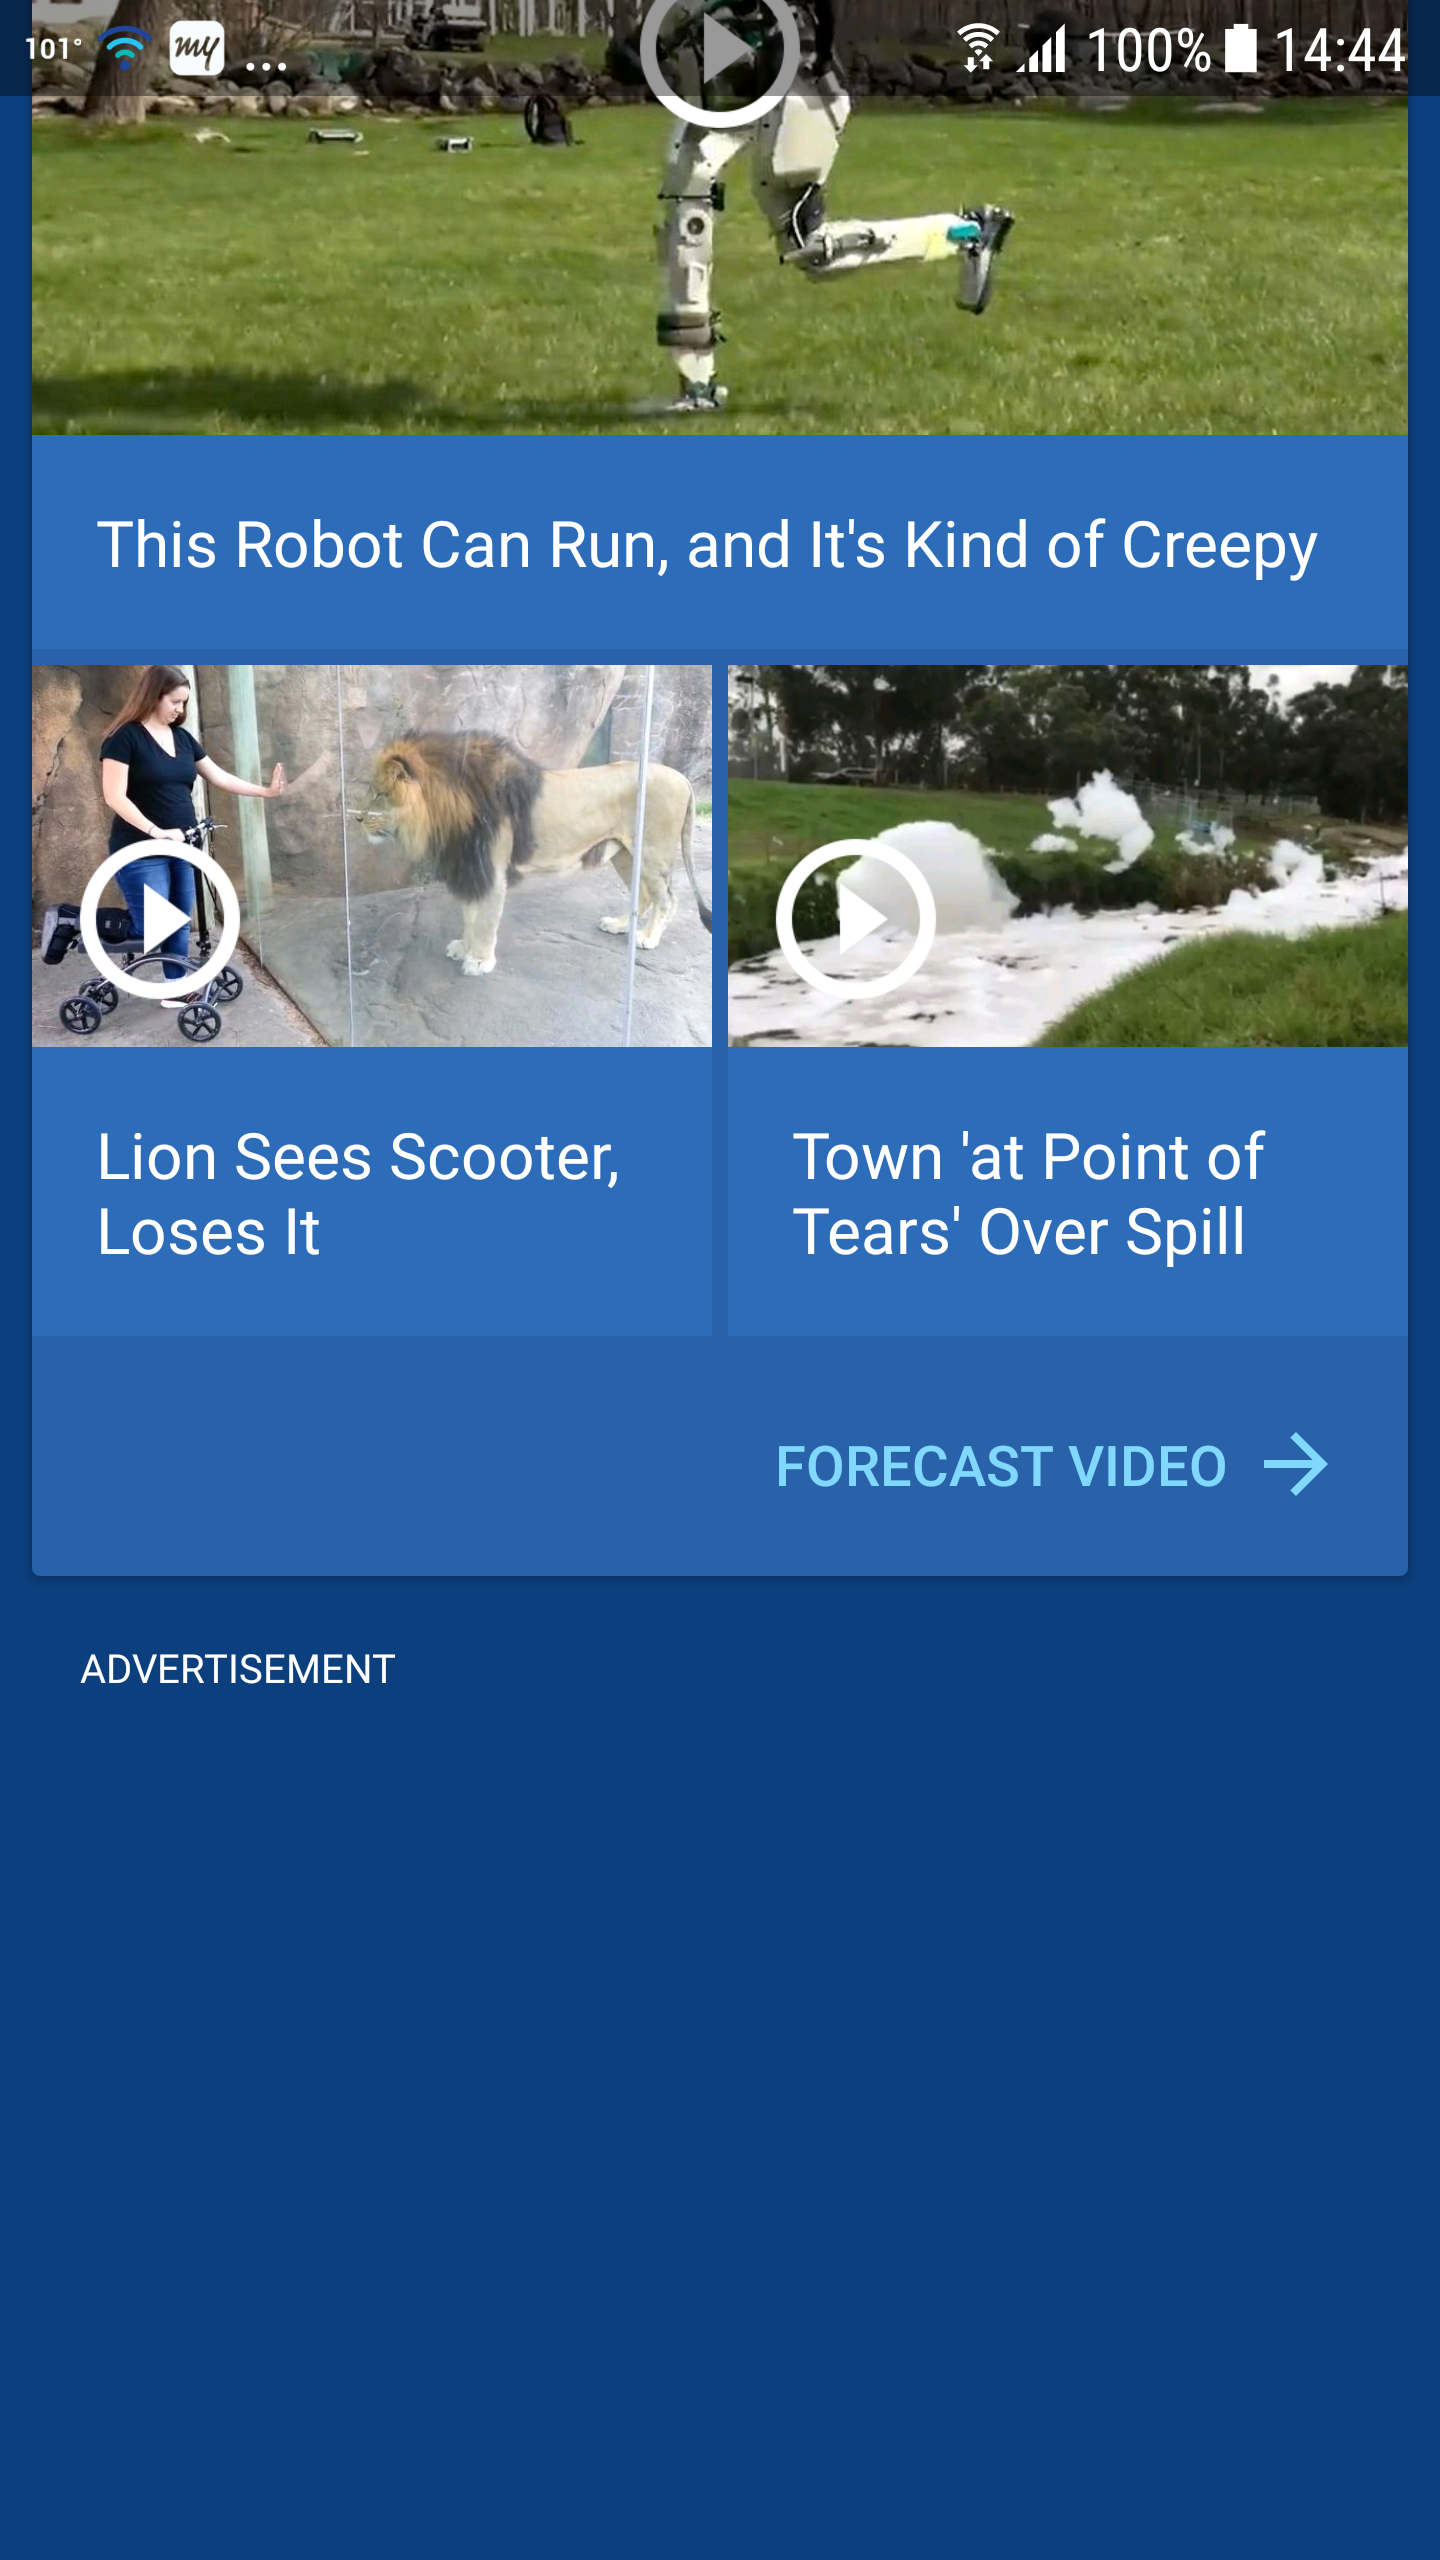 101° my ... 100% 14:44
This Robot Can Run, and It's Kind of Creepy
Lion Sees Scooter,
Loses It
Town 'at Point of
Tears' Over Spill
FORECAST VIDEO
ADVERTISEMENT